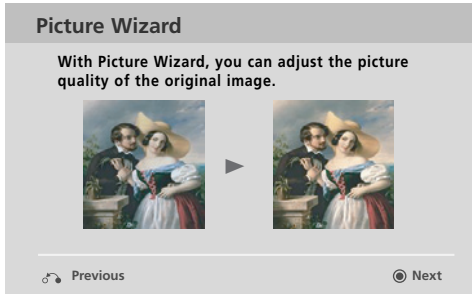 Picture Wizard
With Picture Wizard, you can adjust the picture
quality of the original image.
Previous
Next